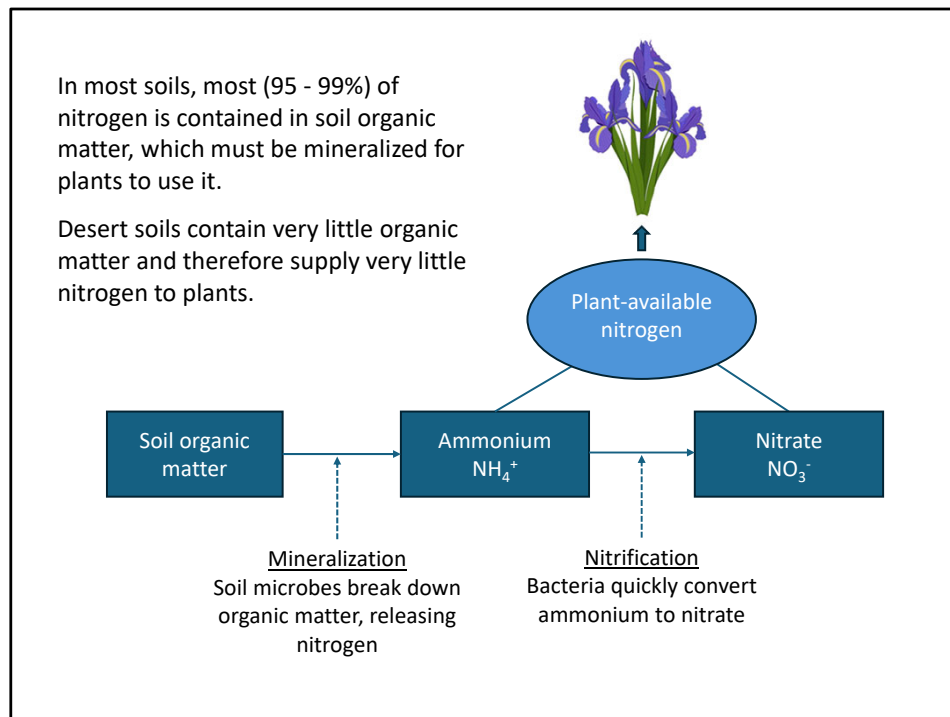 In most soils, most (95 - 99%) of
nitrogen is contained in soil organic
matter, which must be mineralized for
plants to use it.
Desert soils contain very little organic
matter and therefore supply very little
nitrogen to plants.
Plant-available
nitrogen
Soil organic
matter
Ammonium
NH₄⁺
Nitrate
NO₃⁻
Mineralization
Soil microbes break down
organic matter, releasing
nitrogen
Nitrification
Bacteria quickly convert
ammonium to nitrate